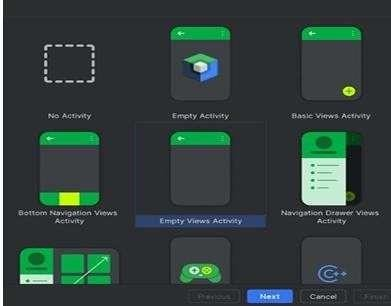 No Activity
Empty Activity
Basic Views Activity
Bottom Navigation Views
Activity
Empty Views Activity
Navigation Drawer Views
Activity
C++
Previous
Next
Cancel
Finish